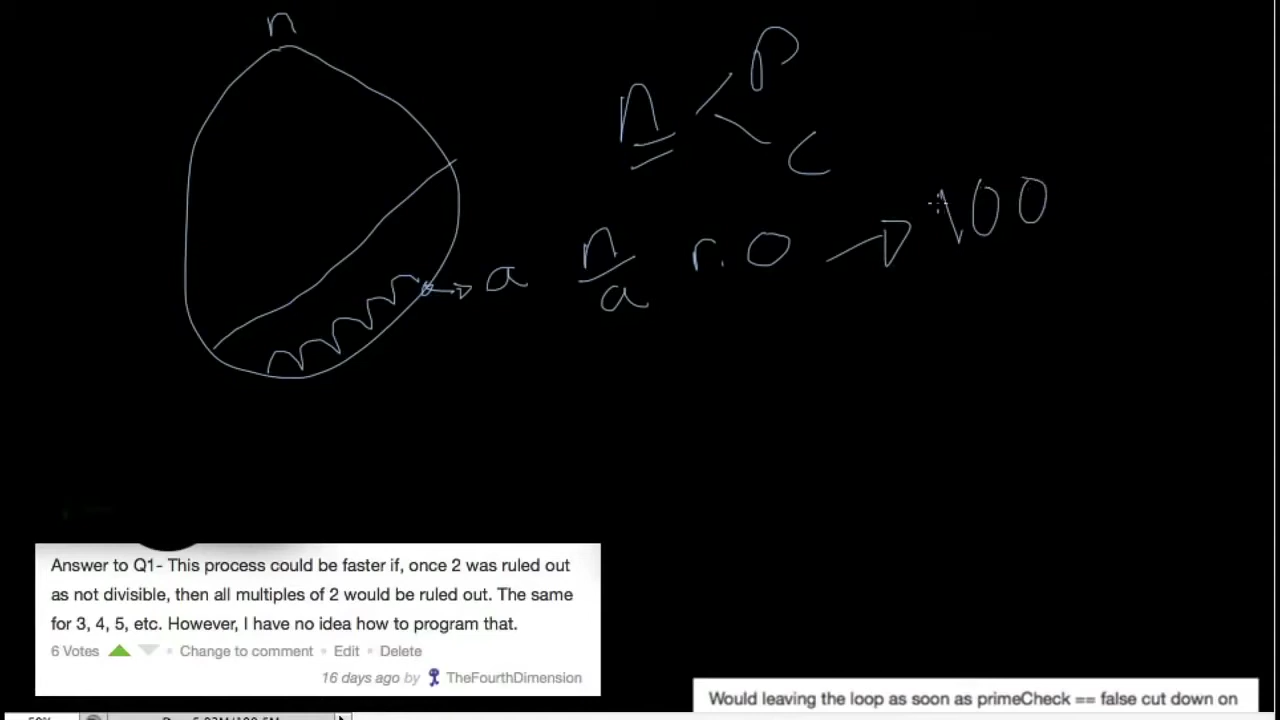 n
n
P
C
n
a
r.0
100
a
Answer to Q1- This process could be faster if, once 2 was ruled out
as not divisible, then all multiples of 2 would be ruled out. The same
for 3, 4, 5, etc. However, I have no idea how to program that.
6 Votes • Change to comment • Edit • Delete
16 days ago by TheFourthDimension
Would leaving the loop as soon as primeCheck == false cut down on